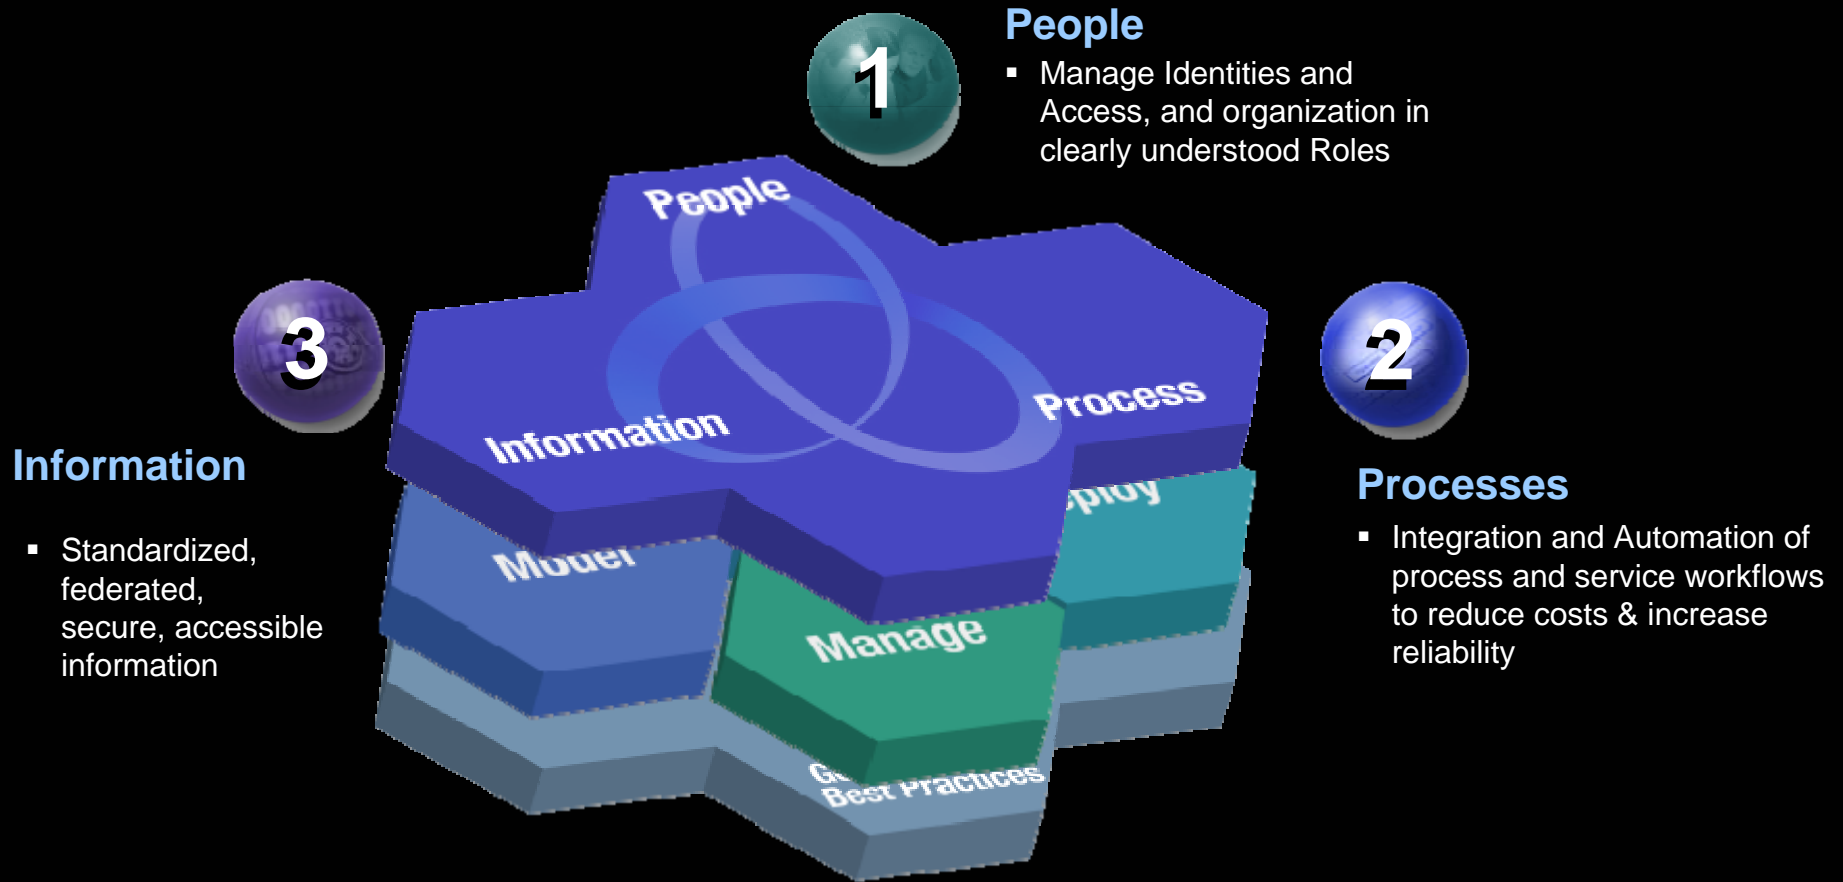 1
People
▪ Manage Identities and
Access, and organization in
clearly understood Roles
People
3
2
Process
Information
Information
▪ Standardized,
federated,
secure, accessible
information
Processes
▪ Integration and Automation of
process and service workflows
to reduce costs & increase
reliability
Model
Manage
Best Practices